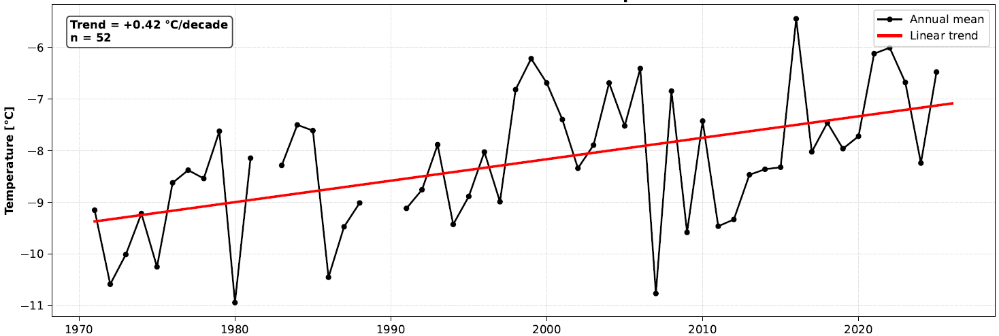 Trend = +0.42 °C/decade
n = 52
Annual mean
Linear trend
Temperature [°C]
−6
−7
−8
−9
−10
−11
1970
1980
1990
2000
2010
2020